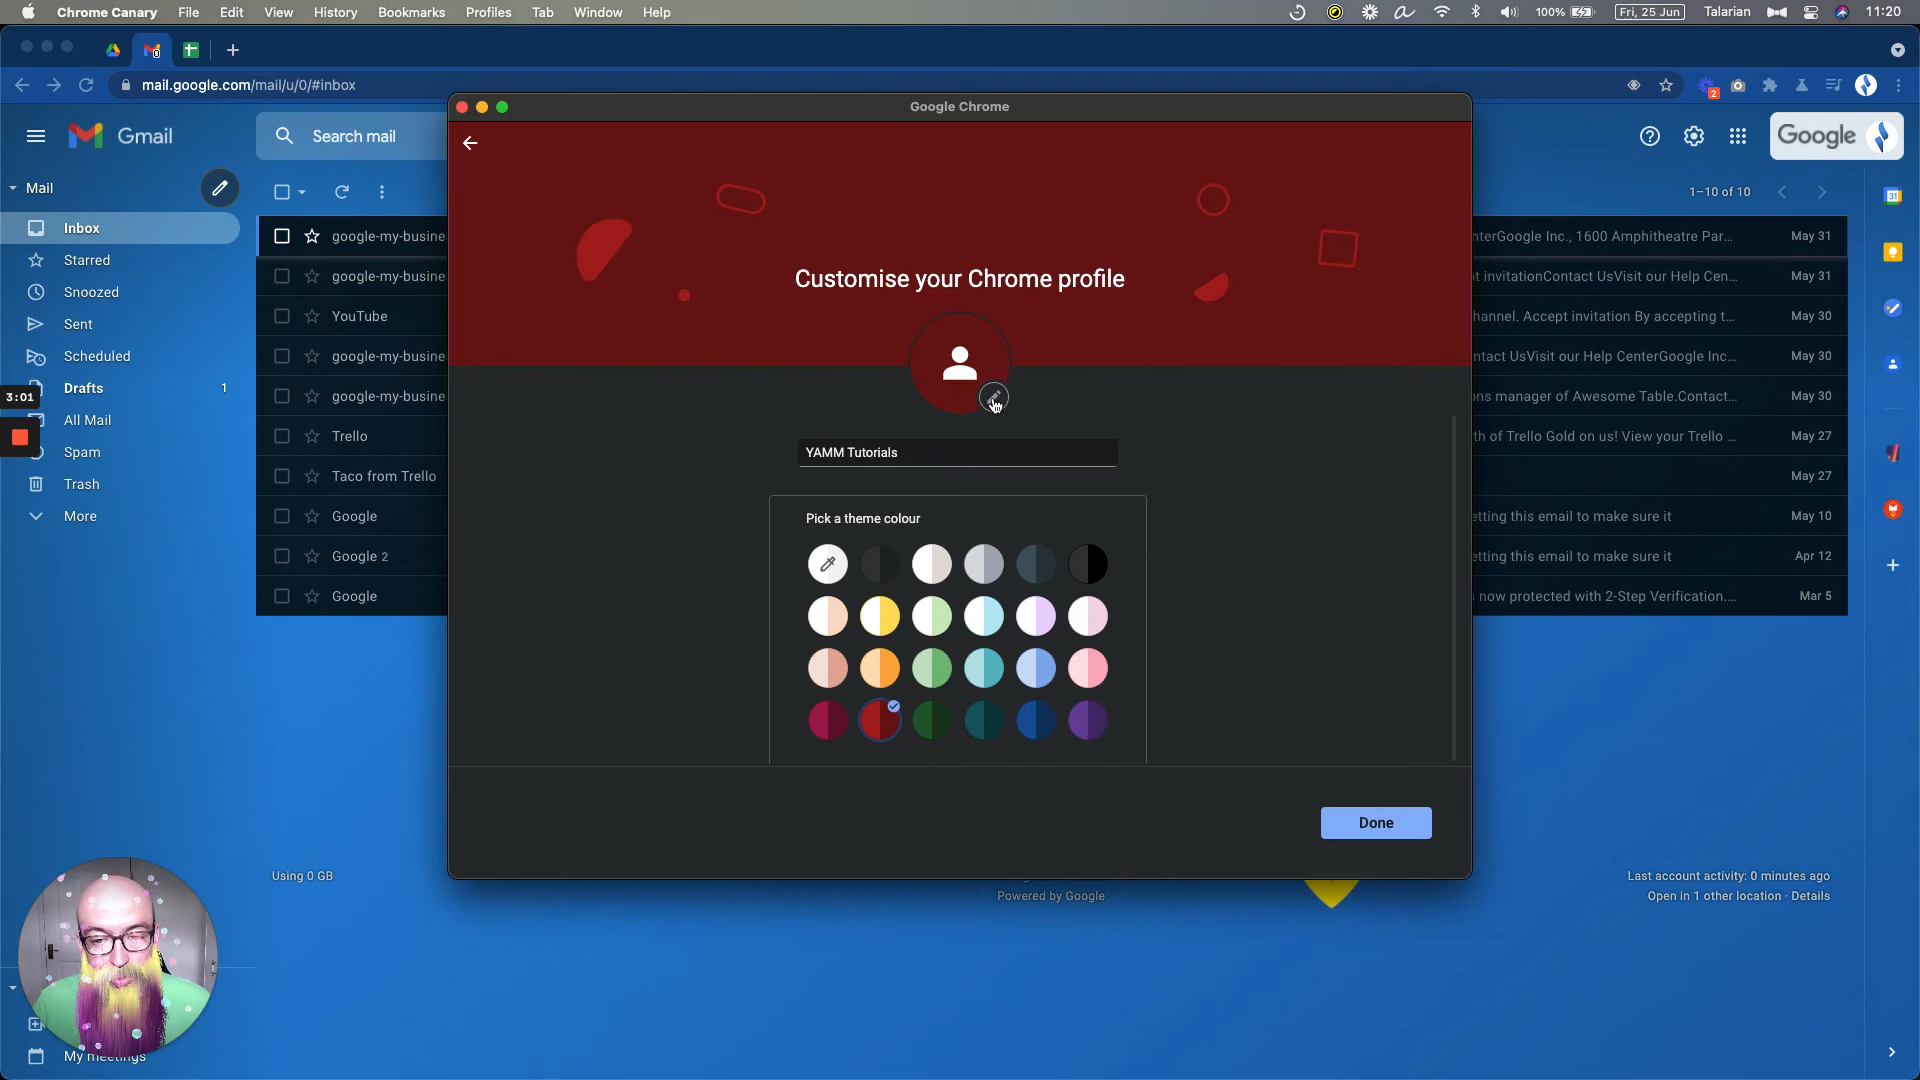 Chrome Canary File Edit View History Bookmarks Profiles Tab Window Help 100% Fri, 25 Jun Talarian 11:20
mail.google.com/mail/u/0/#inbox
2
Google Chrome
Gmail
Search mail
Google
Mail
1–10 of 10
Inbox
Starred
Snoozed
Sent
Scheduled
Drafts 1
All Mail
Spam
Trash
More
3:01
google-my-busine
google-my-busine
YouTube
google-my-busine
google-my-busine
Trello
Taco from Trello
Google
Google 2
Google
Customise your Chrome profile
YAMM Tutorials
Pick a theme colour
Done
nterGoogle Inc., 1600 Amphitheatre Par... May 31
t invitationContact UsVisit our Help Cen... May 31
hannel. Accept invitation By accepting t... May 30
ntact UsVisit our Help CenterGoogle Inc... May 30
ns manager of Awesome Table.Contact... May 30
th of Trello Gold on us! View your Trello ... May 27
May 27
etting this email to make sure it May 10
etting this email to make sure it Apr 12
s now protected with 2-Step Verification.... Mar 5
31
Using 0 GB
Powered by Google
Last account activity: 0 minutes ago
Open in 1 other location · Details
My meetings